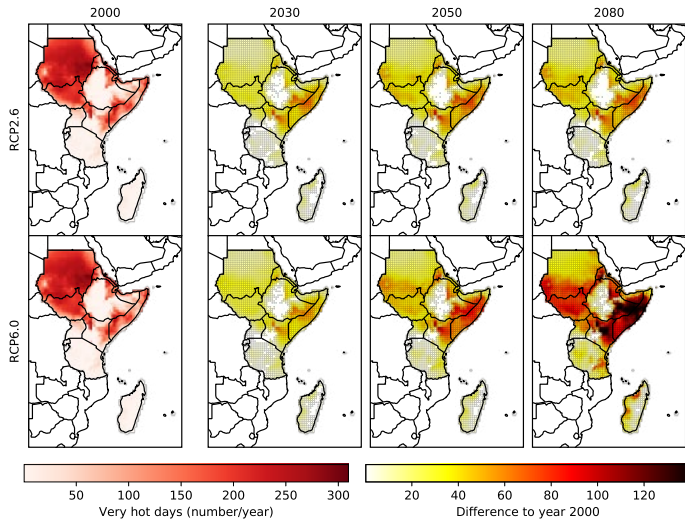 2000 2030 2050 2080
RCP2.6
RCP6.0
50 100 150 200 250 300
Very hot days (number/year)
20 40 60 80 100 120
Difference to year 2000